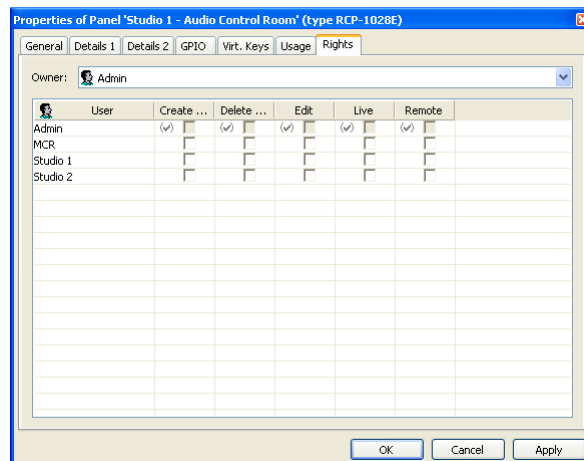 Properties of Panel 'Studio 1 - Audio Control Room' (type RCP-1028E)
General Details 1 Details 2 GPIO Virt. Keys Usage Rights
Owner: Admin
User Create ... Delete ... Edit Live Remote
Admin
MCR
Studio 1
Studio 2
OK Cancel Apply